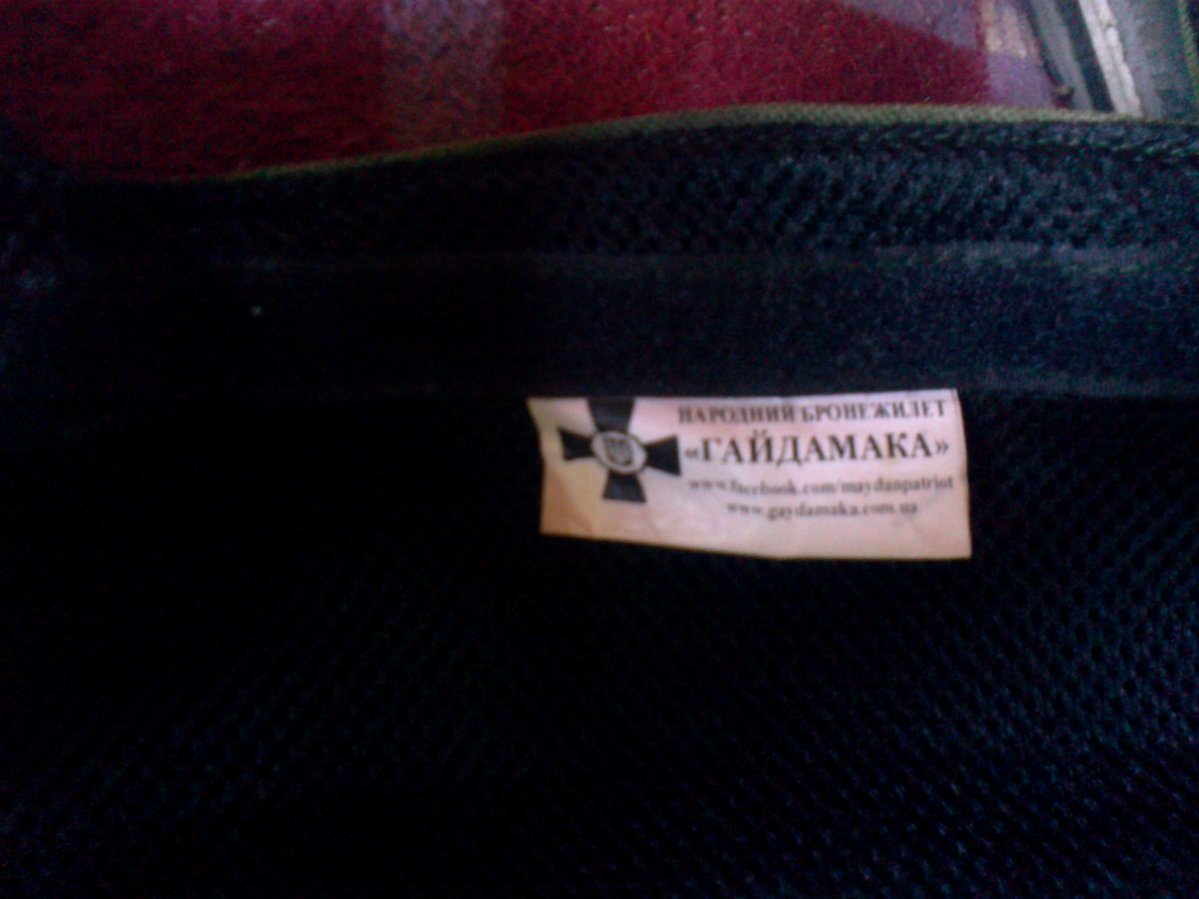 НАРОДНИЙ БРОНЕЖИЛЕТ
«ГАЙДАМАКА»
www.facebook.com/maydanpatriot
www.gaydamaka.com.ua